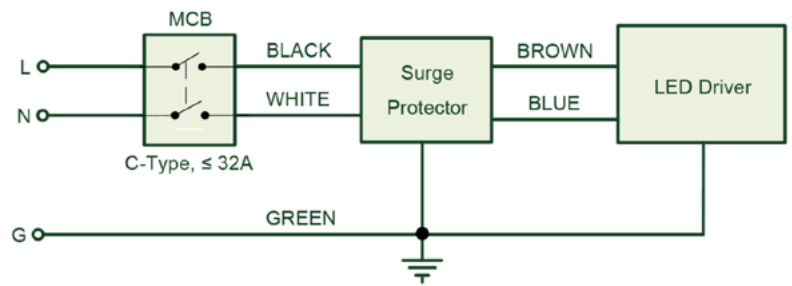 MCB
L
BLACK
BROWN
Surge
Protector
LED Driver
N
WHITE
BLUE
C-Type, ≤ 32A
G
GREEN